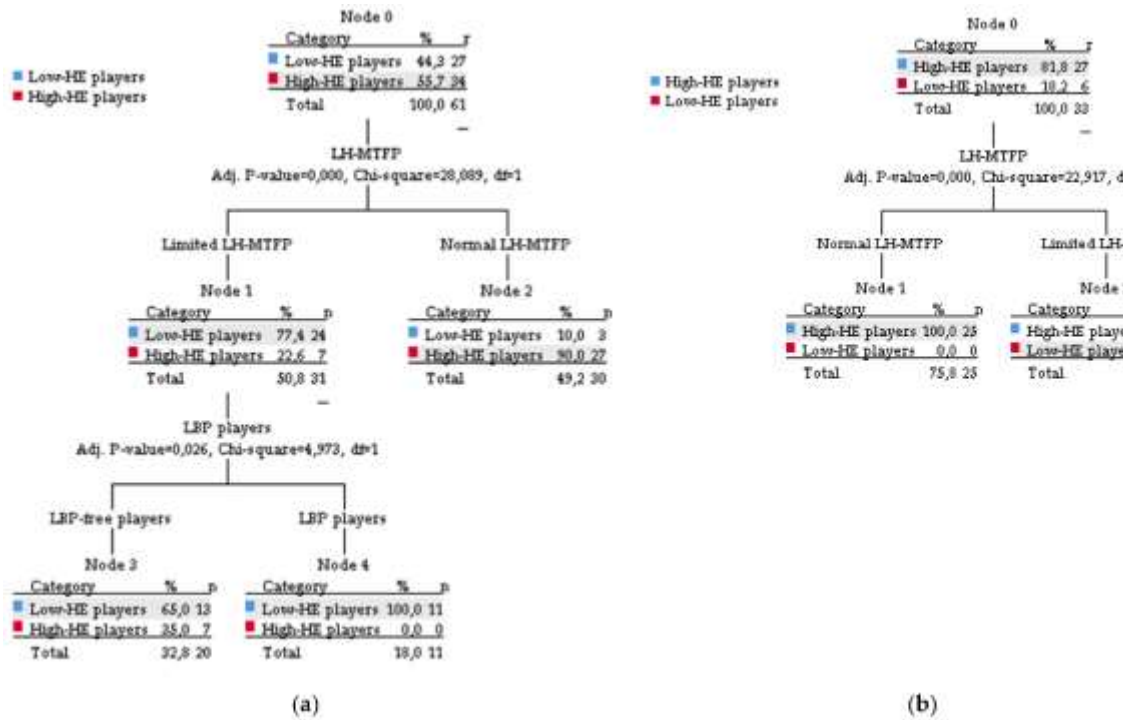 Node 0
Category % n
Low-HE players 44,3 27
High-HE players 55,7 34
Total 100,0 61
Low-HE players
High-HE players
LH-MTFP
Adj. P-value=0,000, Chi-square=28,089, df=1
Limited LH-MTFP
Normal LH-MTFP
Node 1
Category % n
Low-HE players 77,4 24
High-HE players 22,6 7
Total 50,8 31
Node 2
Category % n
Low-HE players 10,0 3
High-HE players 90,0 27
Total 49,2 30
LBP players
Adj. P-value=0,026, Chi-square=4,973, df=1
LBP-free players
LBP players
Node 3
Category % n
Low-HE players 65,0 13
High-HE players 35,0 7
Total 32,8 20
Node 4
Category % n
Low-HE players 100,0 11
High-HE players 0,0 0
Total 18,0 11
(a)
Node 0
Category % n
High-HE players 81,8 27
Low-HE players 18,2 6
Total 100,0 33
High-HE players
Low-HE players
LH-MTFP
Adj. P-value=0,000, Chi-square=22,917, d
Normal LH-MTFP
Limited LH-
Node 1
Category % n
High-HE players 100,0 25
Low-HE players 0,0 0
Total 75,8 25
Node
Category
High-HE playe
Low-HE playe
Total
(b)